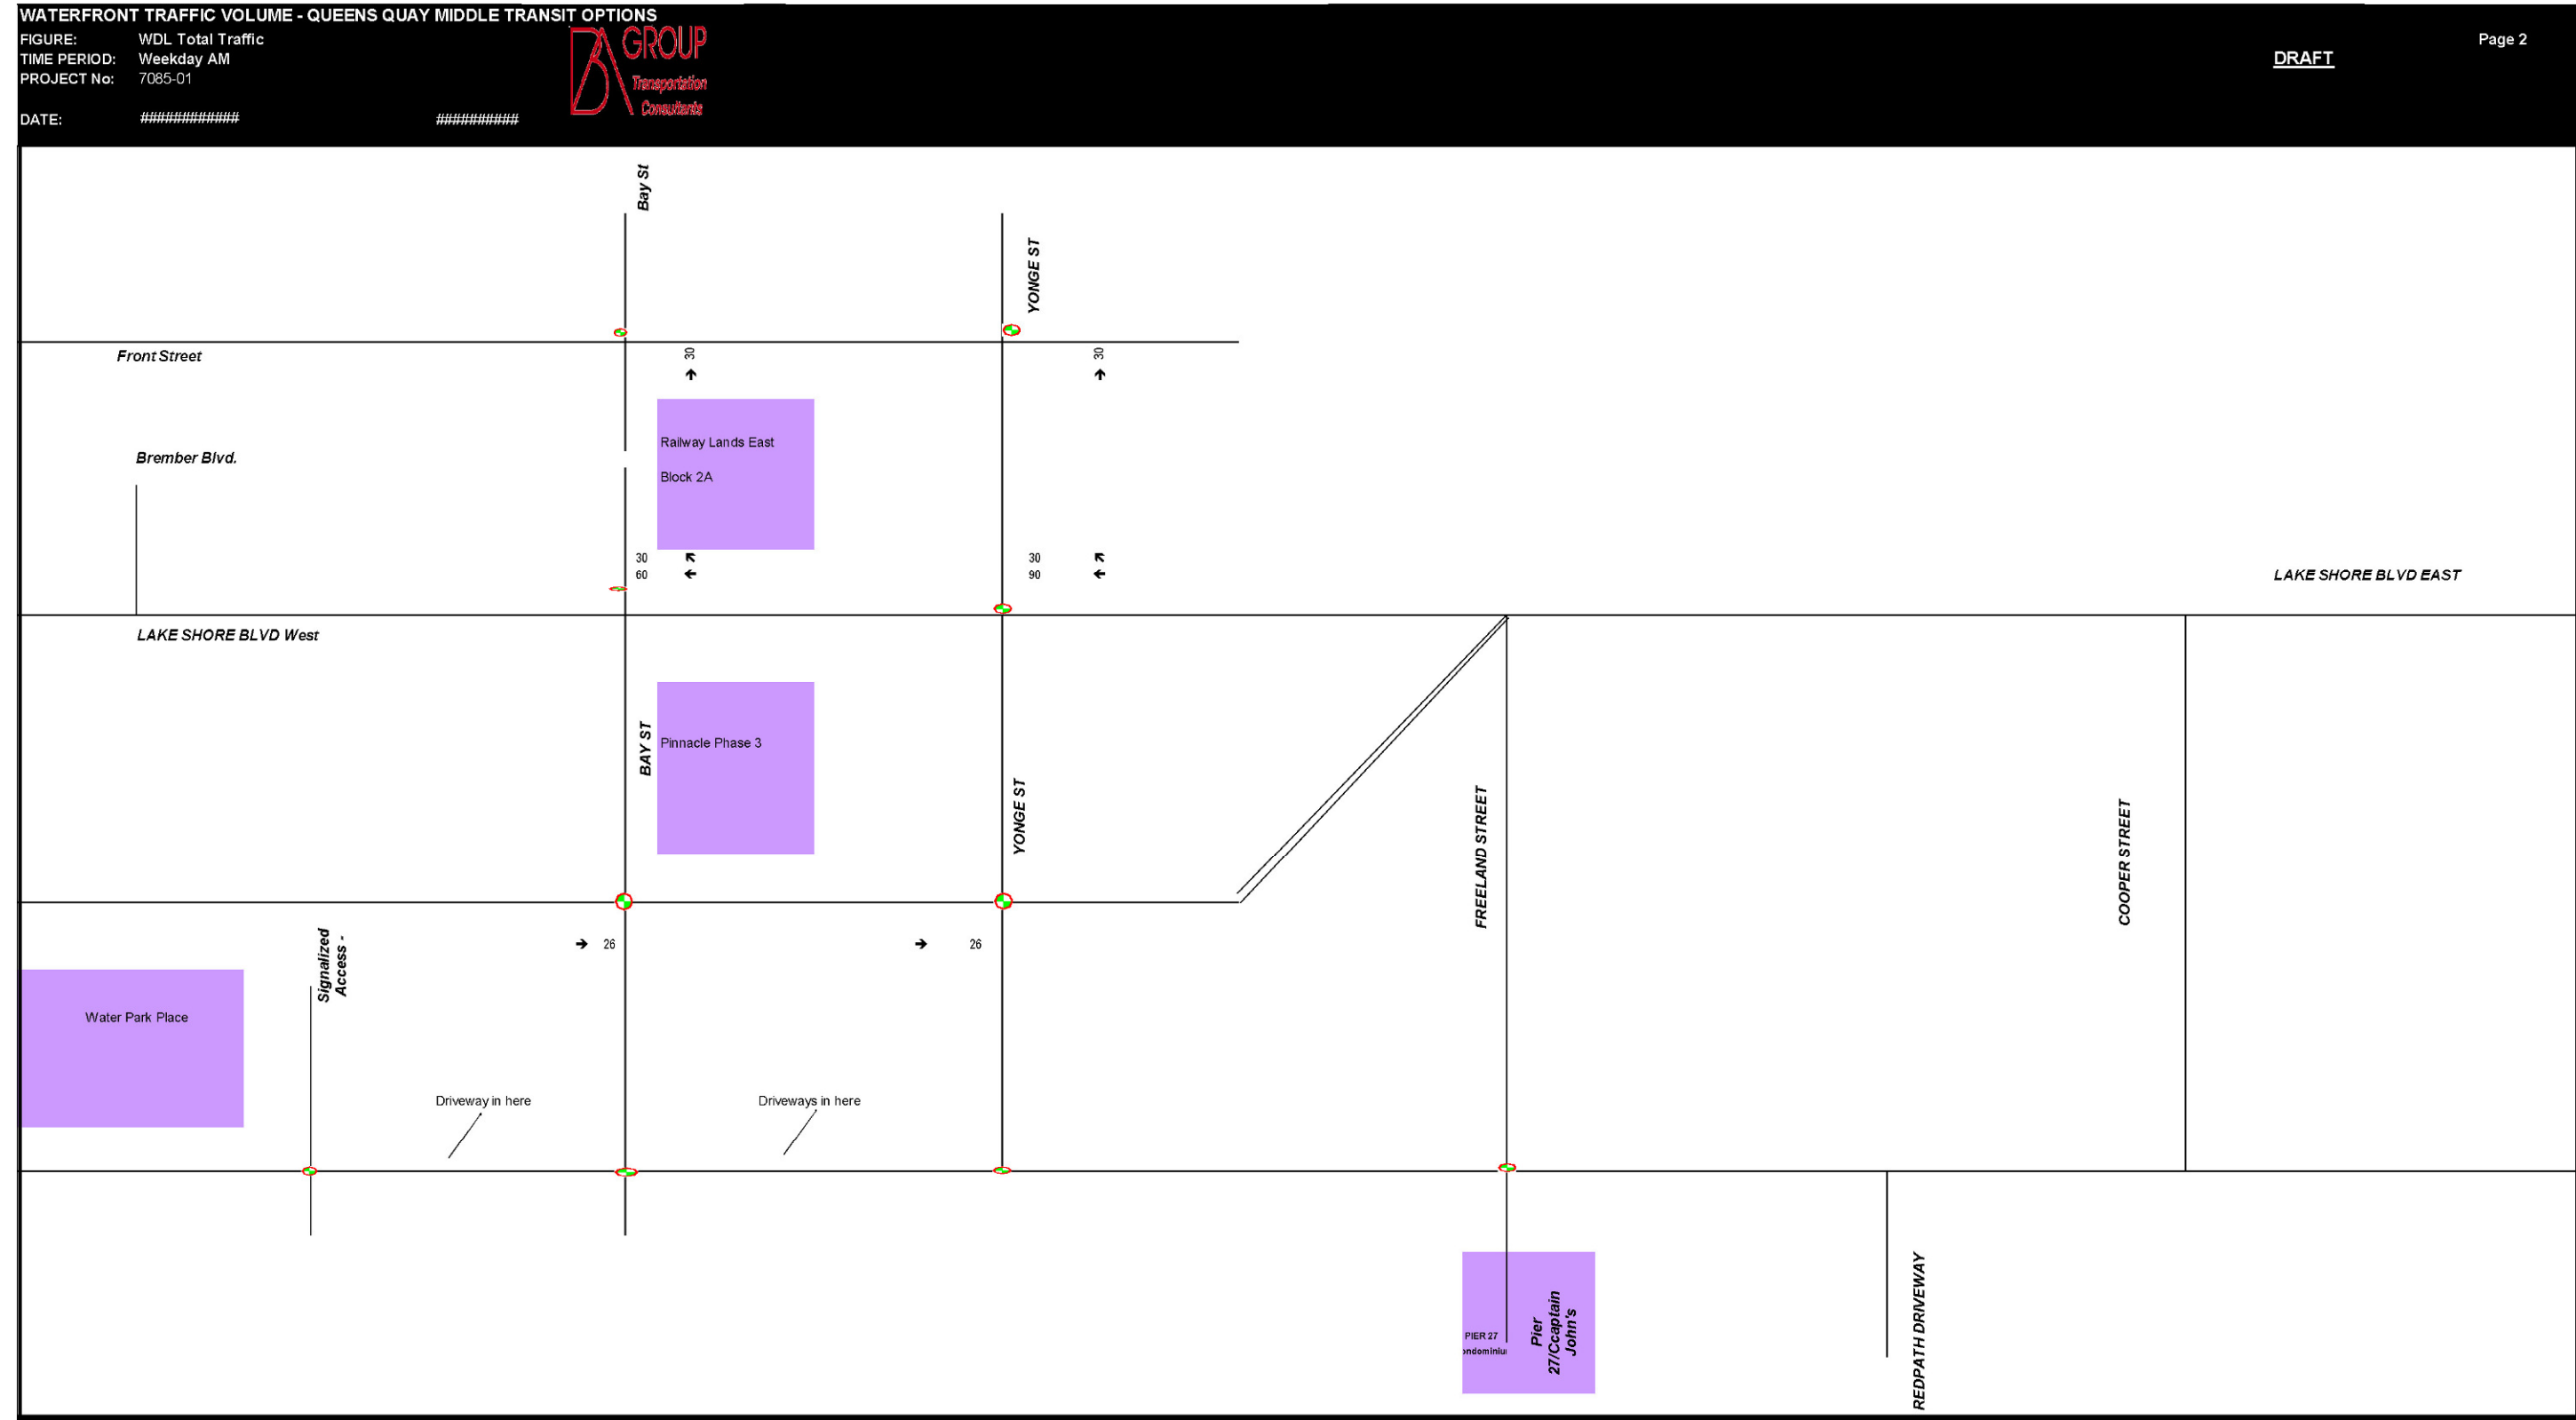 WATERFRONT TRAFFIC VOLUME - QUEENS QUAY MIDDLE TRANSIT OPTIONS
FIGURE: WDL Total Traffic
TIME PERIOD: Weekday AM
PROJECT No: 7085-01
DATE: ############ ##########
BA GROUP
Transportation
Consultants
DRAFT
Page 2
Bay St
YONGE ST
Front Street
30
30
Brember Blvd.
Railway Lands East
Block 2A
30
60
30
90
LAKE SHORE BLVD EAST
LAKE SHORE BLVD West
BAY ST
Pinnacle Phase 3
YONGE ST
FREELAND STREET
COOPER STREET
26
26
Signalized
Access -
Water Park Place
Driveway in here
Driveways in here
PIER 27
ondominiu
Pier
27/Ccaptain
John's
REDPATH DRIVEWAY